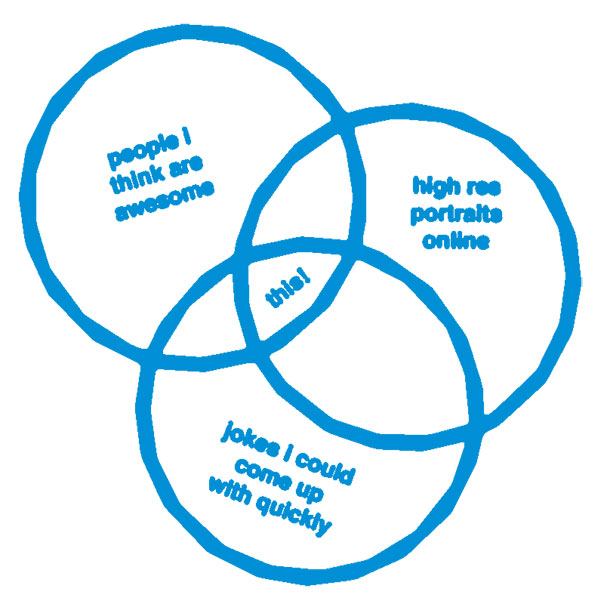 people i
think are
awesome
high res
portraits
online
this!
jokes i could
come up
with quickly